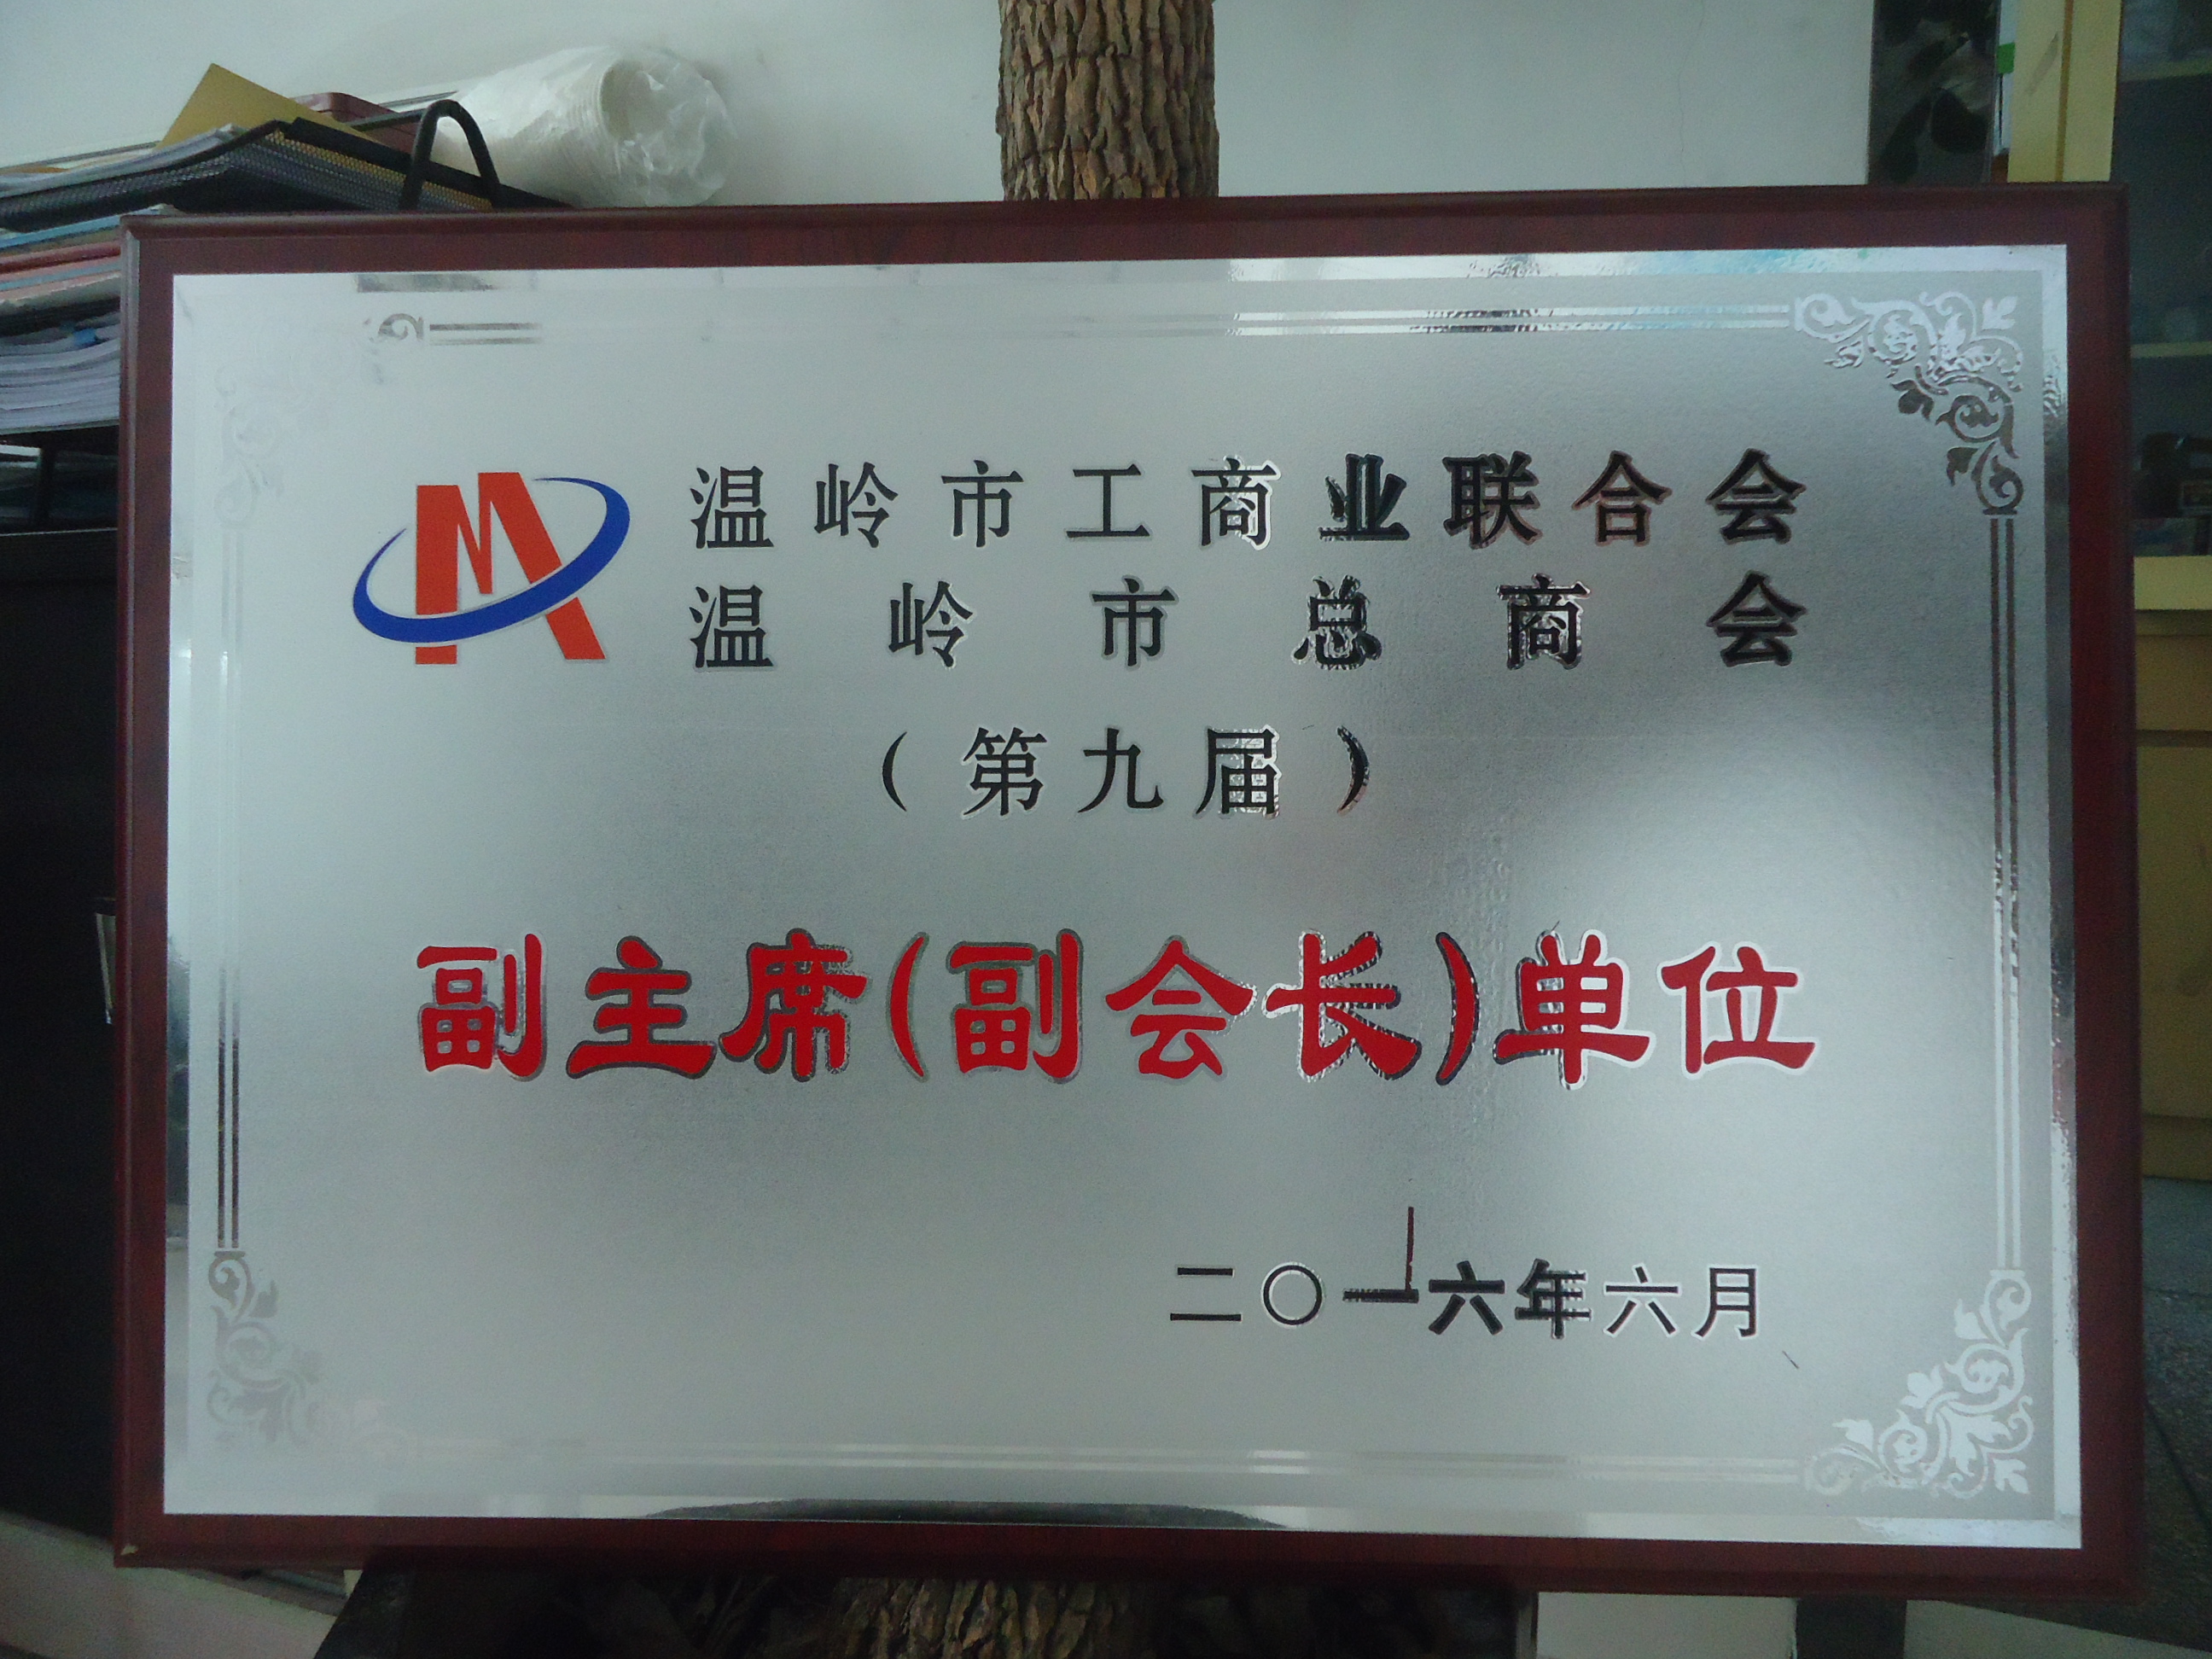 温岭市工商业联合会
温岭市总商会
（第九届）
副主席(副会长)单位
二〇一六年六月